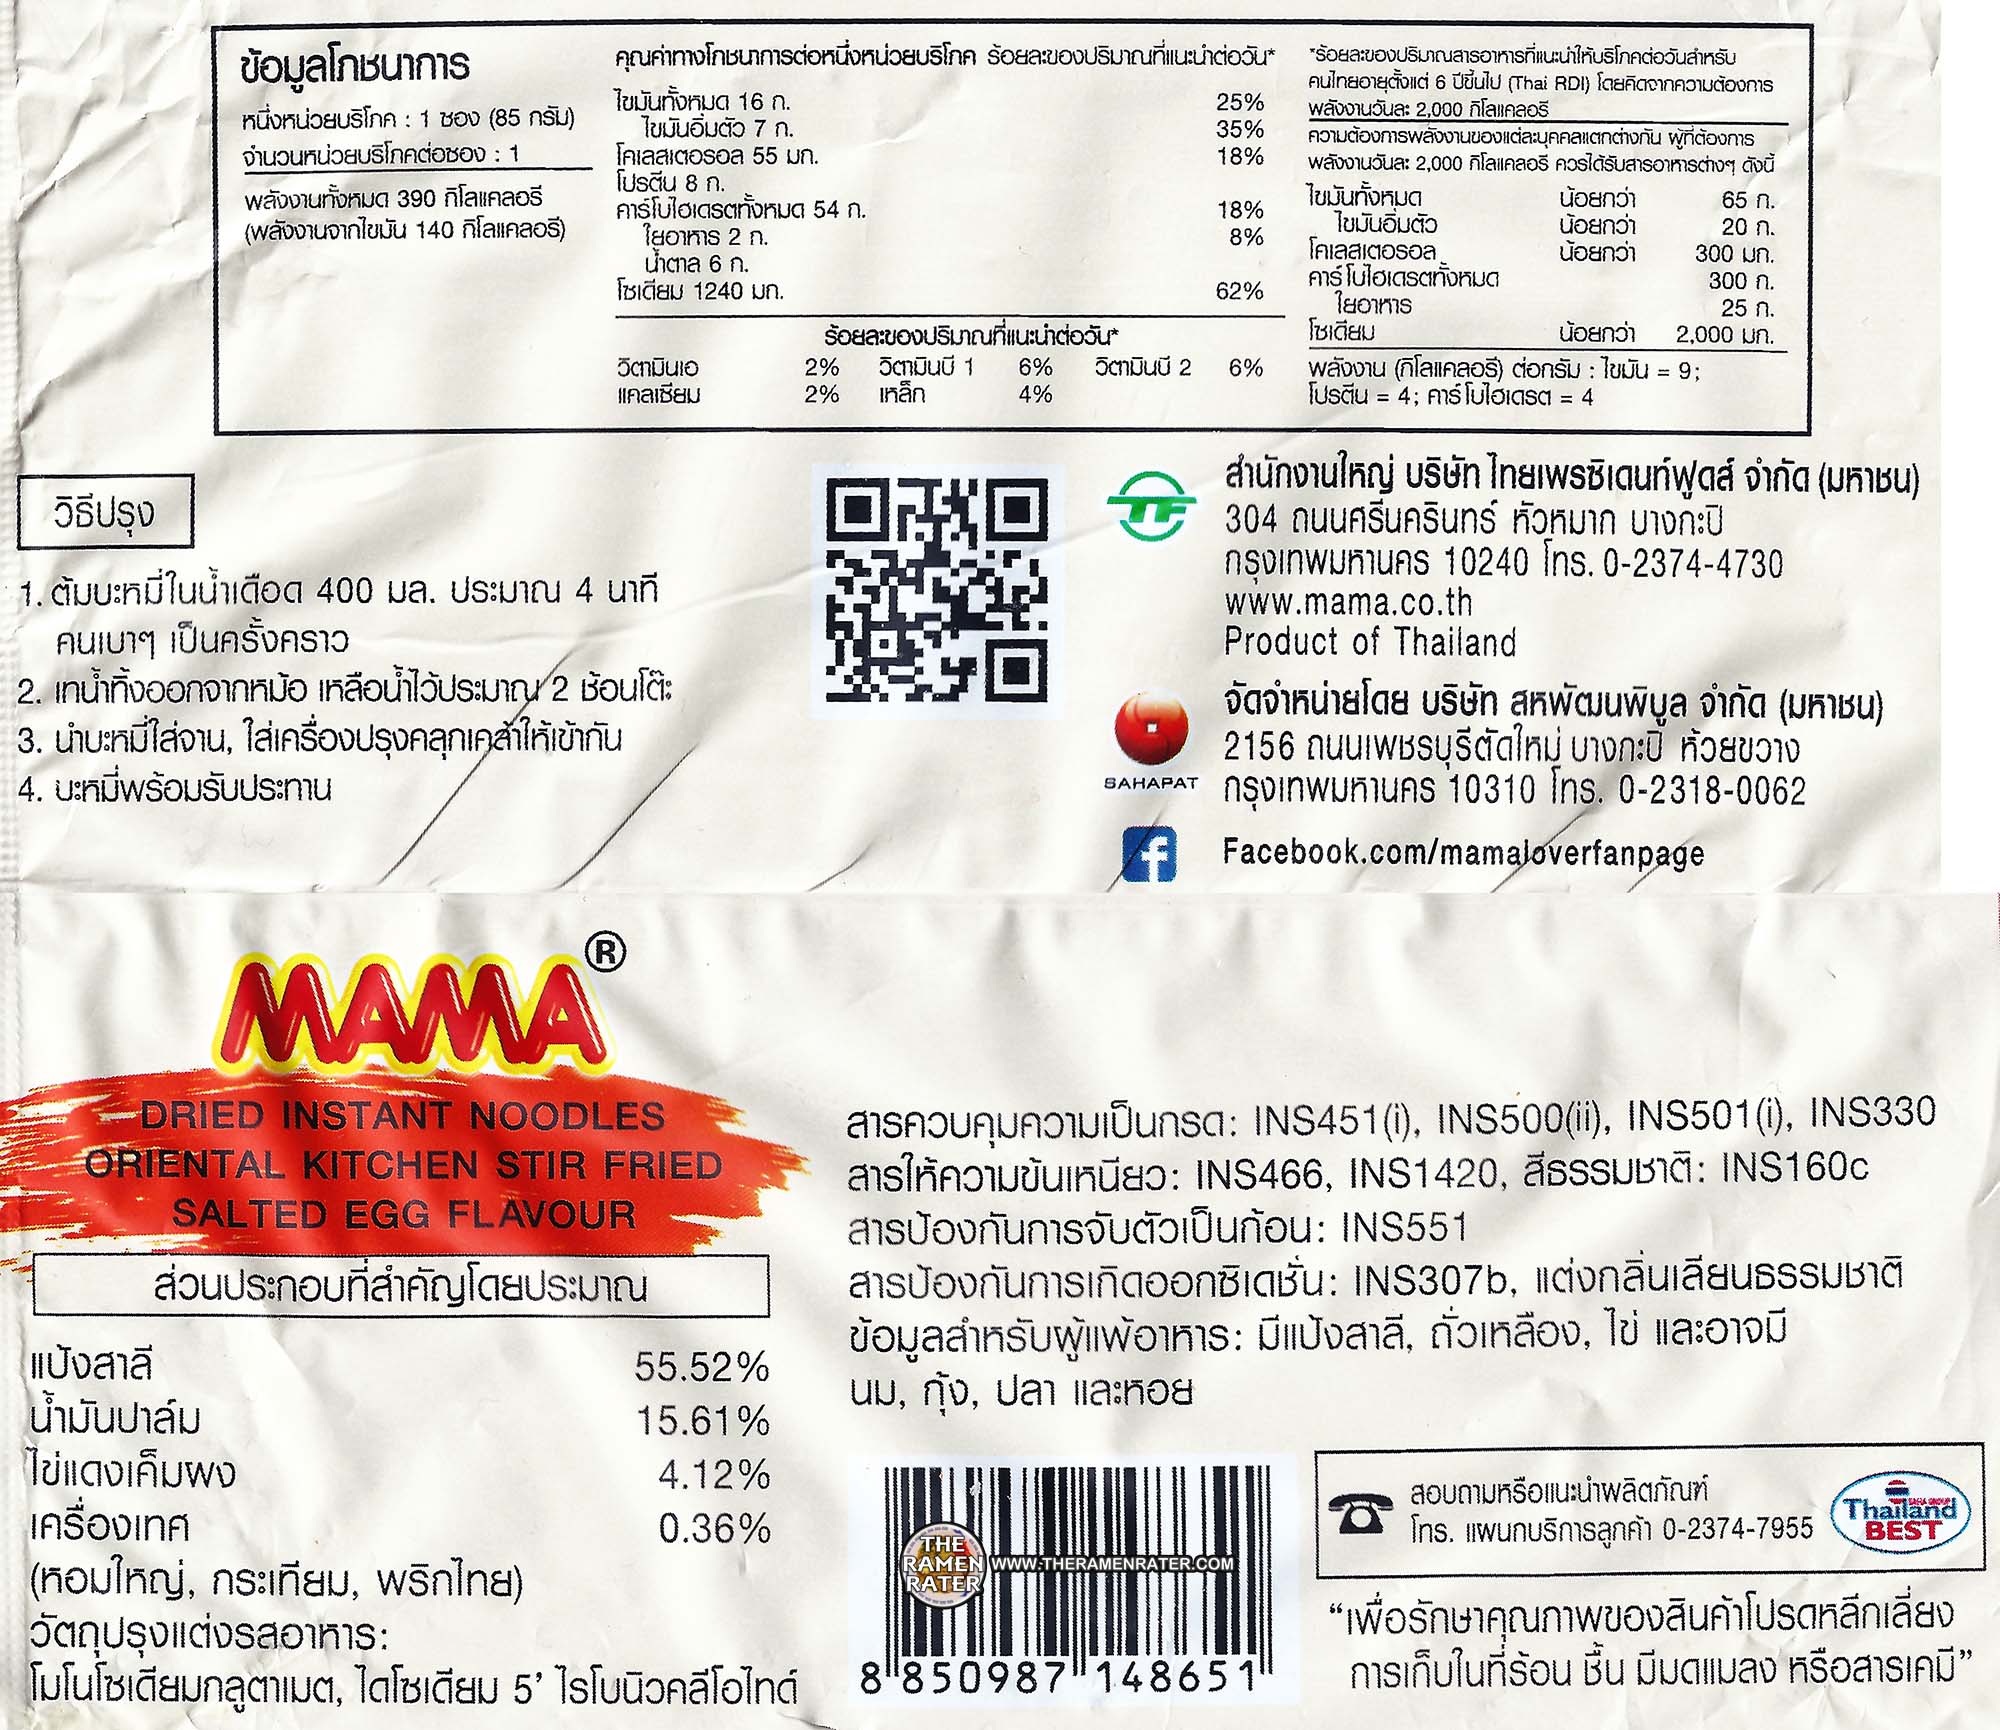 ข้อมูลโภชนาการ
หนึ่งหน่วยบริโภค : 1 ซอง (85 กรัม)
จำนวนหน่วยบริโภคต่อซอง : 1
พลังงานทั้งหมด 390 กิโลแคลอรี
(พลังงานจากไขมัน 140 กิโลแคลอรี)
คุณค่าทางโภชนาการต่อหนึ่งหน่วยบริโภค ร้อยละของปริมาณที่แนะนำต่อวัน*
ไขมันทั้งหมด 16 ก. 25%
ไขมันอิ่มตัว 7 ก. 35%
โคเลสเตอรอล 55 มก. 18%
โปรตีน 8 ก.
คาร์โบไฮเดรตทั้งหมด 54 ก. 18%
ใยอาหาร 2 ก. 8%
น้ำตาล 6 ก.
โซเดียม 1240 มก. 62%
ร้อยละของปริมาณที่แนะนำต่อวัน*
วิตามินเอ 2% วิตามินบี 1 6% วิตามินบี 2 6%
แคลเซียม 2% เหล็ก 4%
*ร้อยละของปริมาณสารอาหารที่แนะนำให้บริโภคต่อวันสำหรับ
คนไทยอายุตั้งแต่ 6 ปีขึ้นไป (Thai RDI) โดยคิดจากความต้องการ
พลังงานวันละ 2,000 กิโลแคลอรี
ความต้องการพลังงานของแต่ละบุคคลแตกต่างกัน ผู้ที่ต้องการ
พลังงานวันละ 2,000 กิโลแคลอรี ควรได้รับสารอาหารต่างๆ ดังนี้
ไขมันทั้งหมด น้อยกว่า 65 ก.
ไขมันอิ่มตัว น้อยกว่า 20 ก.
โคเลสเตอรอล น้อยกว่า 300 มก.
คาร์โบไฮเดรตทั้งหมด 300 ก.
ใยอาหาร 25 ก.
โซเดียม น้อยกว่า 2,000 มก.
พลังงาน (กิโลแคลอรี) ต่อกรัม : ไขมัน = 9;
โปรตีน = 4; คาร์โบไฮเดรต = 4
วิธีปรุง
1. ต้มบะหมี่ในน้ำเดือด 400 มล. ประมาณ 4 นาที
คนเบาๆ เป็นครั้งคราว
2. เทน้ำทิ้งออกจากหม้อ เหลือน้ำไว้ประมาณ 2 ช้อนโต๊ะ
3. นำบะหมี่ใส่จาน, ใส่เครื่องปรุงคลุกเคล้าให้เข้ากัน
4. บะหมี่พร้อมรับประทาน
TF
สำนักงานใหญ่ บริษัท ไทยเพรซิเดนท์ฟูดส์ จำกัด (มหาชน)
304 ถนนศรีนครินทร์ หัวหมาก บางกะปิ
กรุงเทพมหานคร 10240 โทร. 0-2374-4730
www.mama.co.th
Product of Thailand
SAHAPAT
จัดจำหน่ายโดย บริษัท สหพัฒนพิบูล จำกัด (มหาชน)
2156 ถนนเพชรบุรีตัดใหม่ บางกะปิ ห้วยขวาง
กรุงเทพมหานคร 10310 โทร. 0-2318-0062
f
Facebook.com/mamaloverfanpage
MAMA®
DRIED INSTANT NOODLES
ORIENTAL KITCHEN STIR FRIED
SALTED EGG FLAVOUR
ส่วนประกอบที่สำคัญโดยประมาณ
แป้งสาลี 55.52%
น้ำมันปาล์ม 15.61%
ไข่แดงเค็มผง 4.12%
เครื่องเทศ 0.36%
(หอมใหญ่, กระเทียม, พริกไทย)
วัตถุปรุงแต่งรสอาหาร:
โมโนโซเดียมกลูตาเมต, ไดโซเดียม 5' ไรโบนิวคลีโอไทด์
สารควบคุมความเป็นกรด: INS451(i), INS500(ii), INS501(i), INS330
สารให้ความข้นเหนียว: INS466, INS1420, สีธรรมชาติ: INS160c
สารป้องกันการจับตัวเป็นก้อน: INS551
สารป้องกันการเกิดออกซิเดชั่น: INS307b, แต่งกลิ่นเลียนธรรมชาติ
ข้อมูลสำหรับผู้แพ้อาหาร: มีแป้งสาลี, ถั่วเหลือง, ไข่ และอาจมี
นม, กุ้ง, ปลา และหอย
THE
RAMEN
RATER
WWW.THERAMENRATER.COM
8 850987 148651
สอบถามหรือแนะนำผลิตภัณฑ์
โทร. แผนกบริการลูกค้า 0-2374-7955
SAHA GROUP
Thailand
BEST
“เพื่อรักษาคุณภาพของสินค้าโปรดหลีกเลี่ยง
การเก็บในที่ร้อน ชื้น มีมดแมลง หรือสารเคมี”